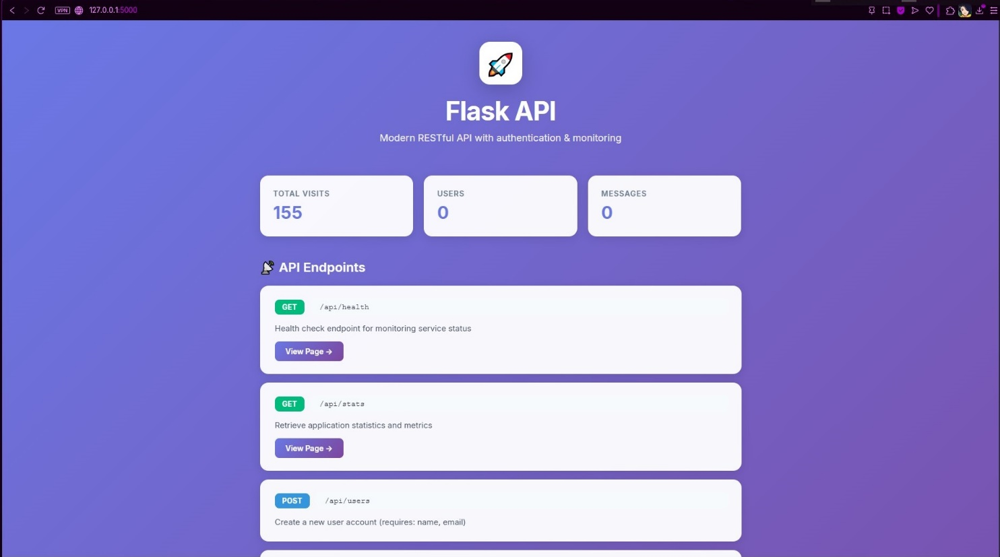 VPN 127.0.0.1:5000
Flask API
Modern RESTful API with authentication & monitoring
TOTAL VISITS
155
USERS
0
MESSAGES
0
API Endpoints
GET /api/health
Health check endpoint for monitoring service status
View Page →
GET /api/stats
Retrieve application statistics and metrics
View Page →
POST /api/users
Create a new user account (requires: name, email)